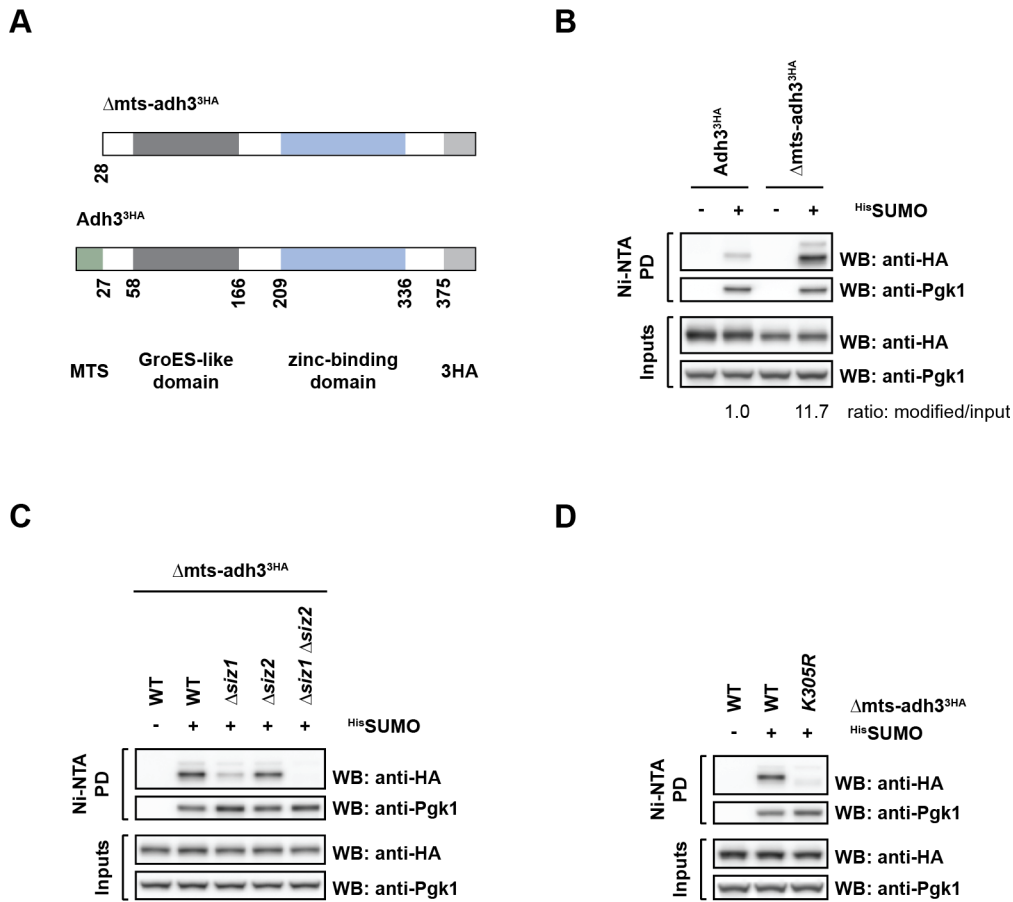 A
Δmts-adh3³ᴴᴬ
28
Adh3³ᴴᴬ
27 58 166 209 336 375
MTS GroES-like domain zinc-binding domain 3HA
B
Adh3³ᴴᴬ Δmts-adh3³ᴴᴬ
- + - + ᴴⁱˢSUMO
Ni-NTA PD
WB: anti-HA
WB: anti-Pgk1
Inputs
WB: anti-HA
WB: anti-Pgk1
1.0 11.7 ratio: modified/input
C
Δmts-adh3³ᴴᴬ
WT WT Δsiz1 Δsiz2 Δsiz1 Δsiz2
- + + + + ᴴⁱˢSUMO
Ni-NTA PD
WB: anti-HA
WB: anti-Pgk1
Inputs
WB: anti-HA
WB: anti-Pgk1
D
WT WT K305R Δmts-adh3³ᴴᴬ
- + + ᴴⁱˢSUMO
Ni-NTA PD
WB: anti-HA
WB: anti-Pgk1
Inputs
WB: anti-HA
WB: anti-Pgk1